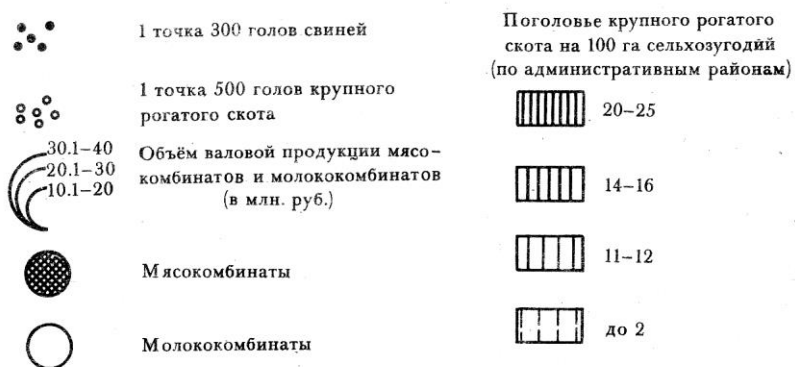 1 точка 300 голов свиней
1 точка 500 голов крупного
рогатого скота
30.1–40
20.1–30
10.1–20
Объём валовой продукции мясо-
комбинатов и молококомбинатов
(в млн. руб.)
Мясокомбинаты
Молококомбинаты
Поголовье крупного рогатого
скота на 100 га сельхозугодий
(по административным районам)
20–25
14–16
11–12
до 2